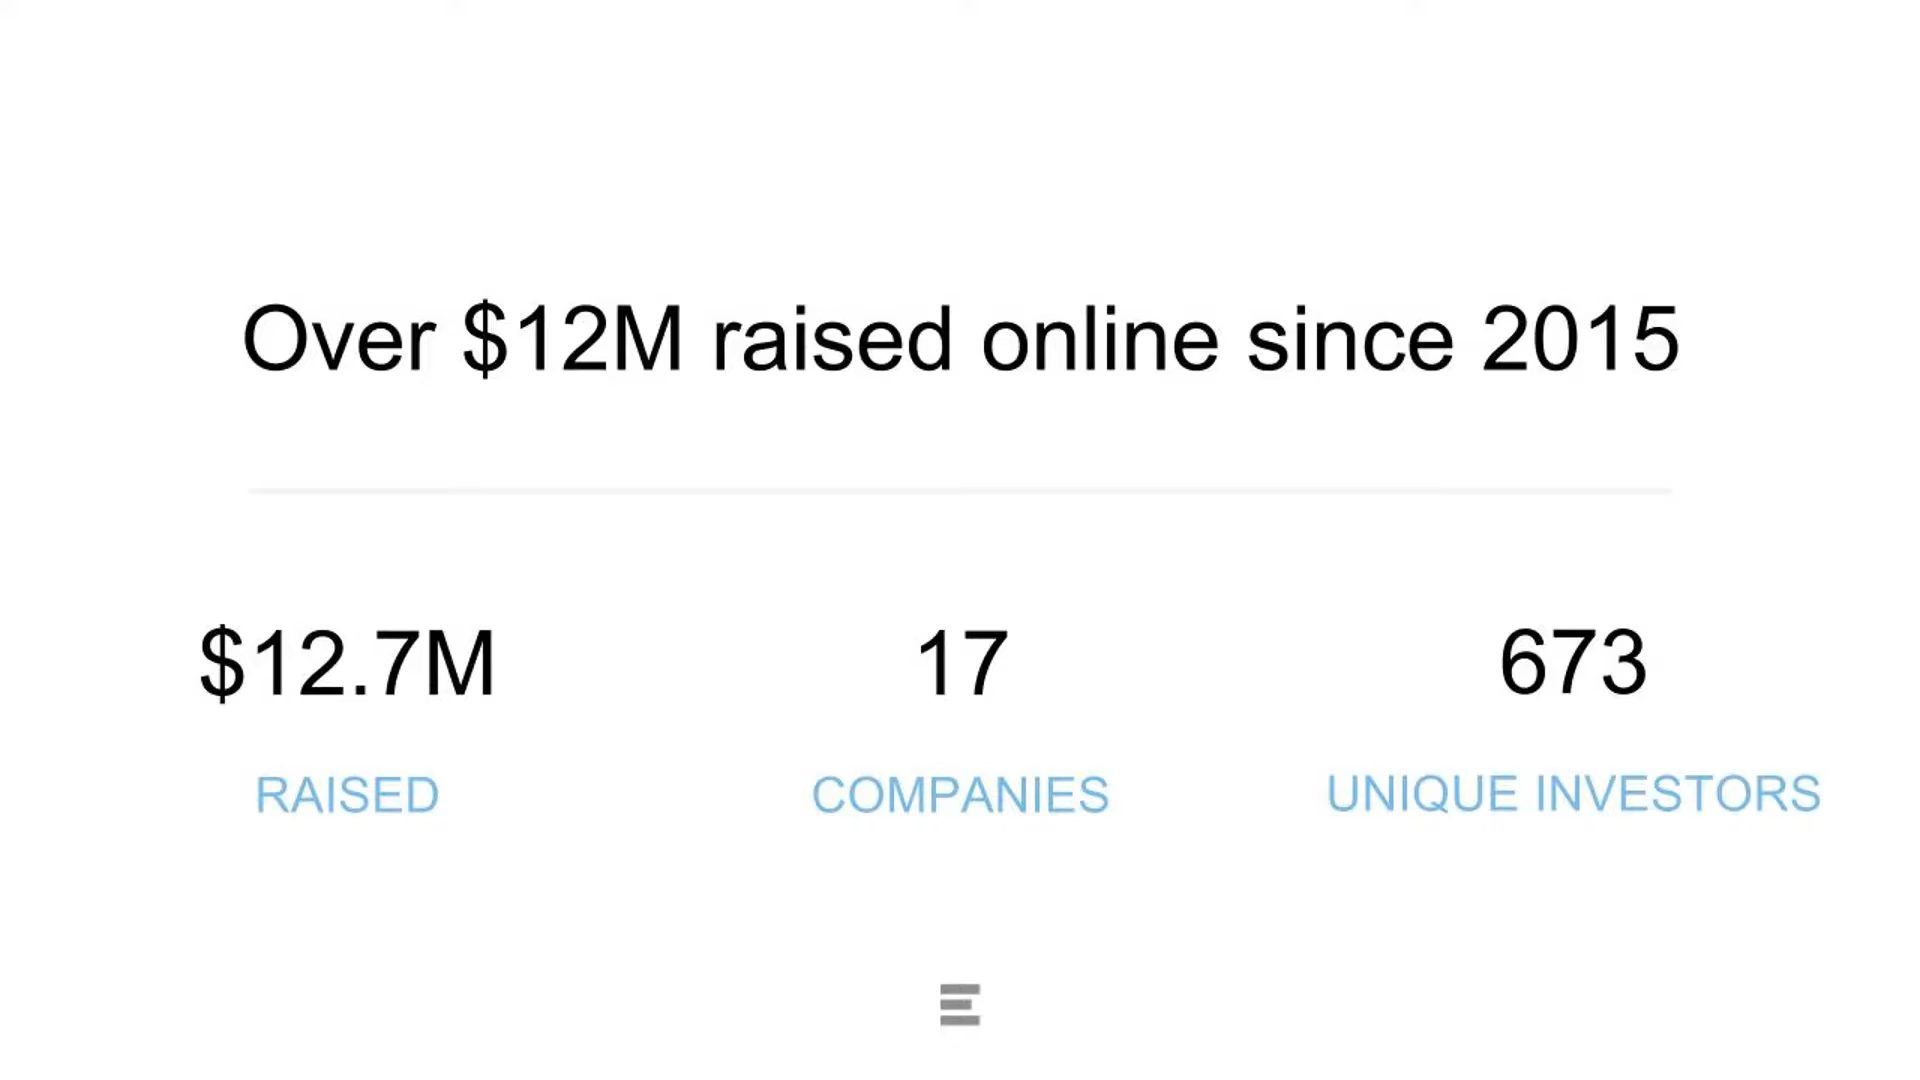 Over $12M raised online since 2015
$12.7M 17 673
RAISED COMPANIES UNIQUE INVESTORS